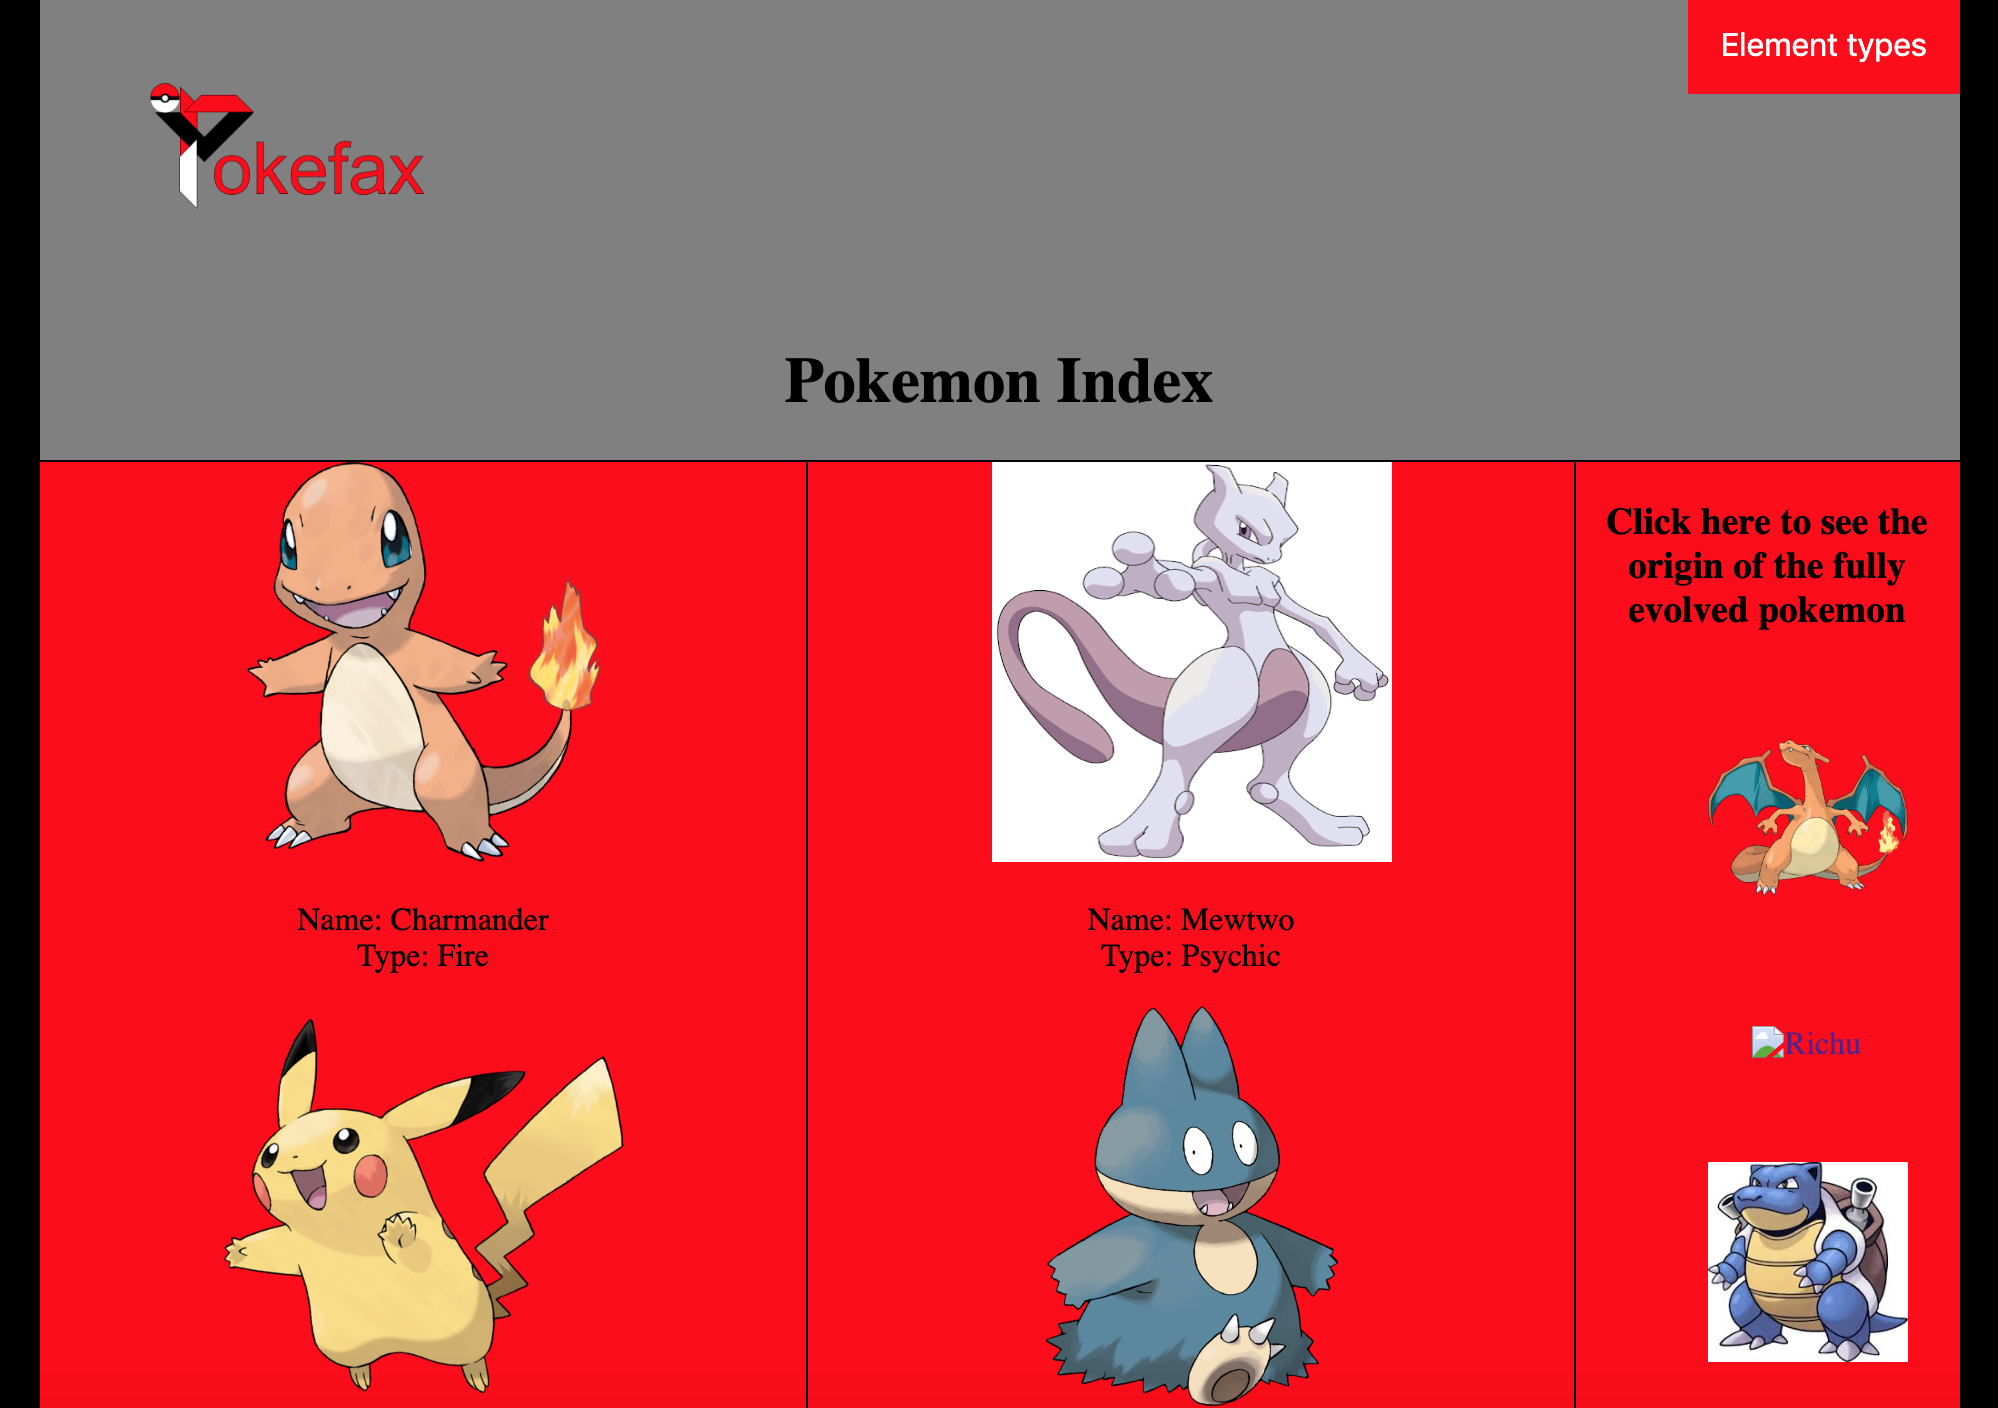 Element types
Pokefax
Pokemon Index
Click here to see the
origin of the fully
evolved pokemon
Name: Charmander
Type: Fire
Name: Mewtwo
Type: Psychic
Richu